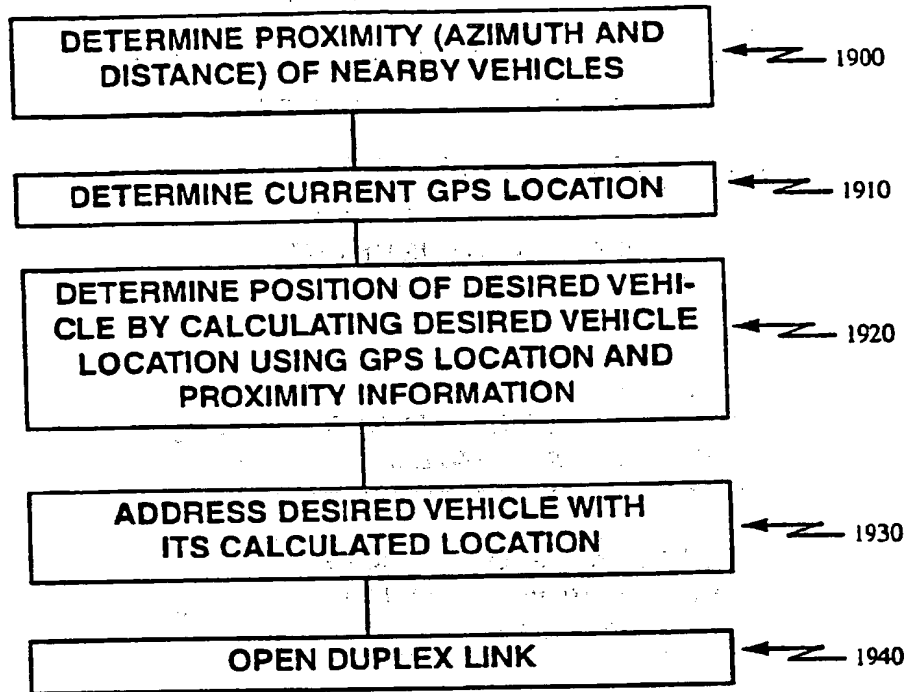 DETERMINE PROXIMITY (AZIMUTH AND
DISTANCE) OF NEARBY VEHICLES
1900
DETERMINE CURRENT GPS LOCATION
1910
DETERMINE POSITION OF DESIRED VEHI-
CLE BY CALCULATING DESIRED VEHICLE
LOCATION USING GPS LOCATION AND
PROXIMITY INFORMATION
1920
ADDRESS DESIRED VEHICLE WITH
ITS CALCULATED LOCATION
1930
OPEN DUPLEX LINK
1940